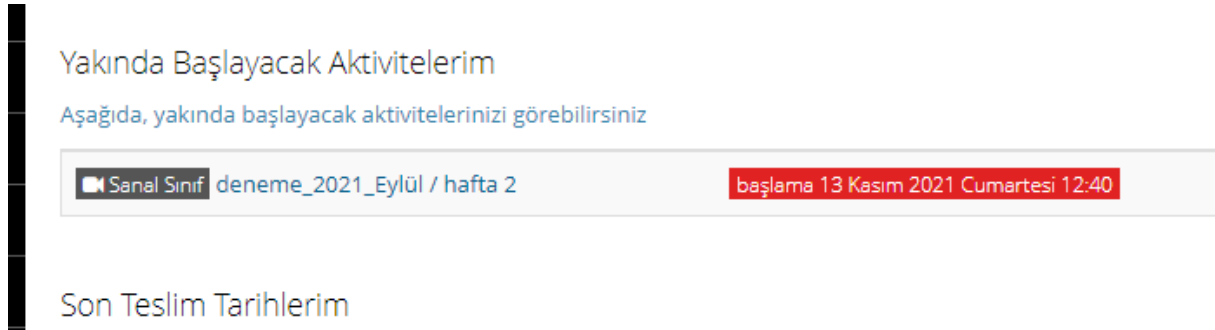 Yakında Başlayacak Aktivitelerim
Aşağıda, yakında başlayacak aktivitelerinizi görebilirsiniz
Sanal Sınıf deneme_2021_Eylül / hafta 2 başlama 13 Kasım 2021 Cumartesi 12:40
Son Teslim Tarihlerim